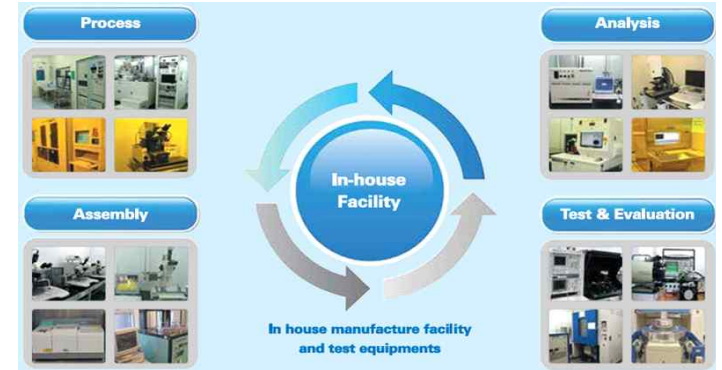 Process
Analysis
In-house
Facility
Assembly
Test & Evaluation
In house manufacture facility
and test equipments